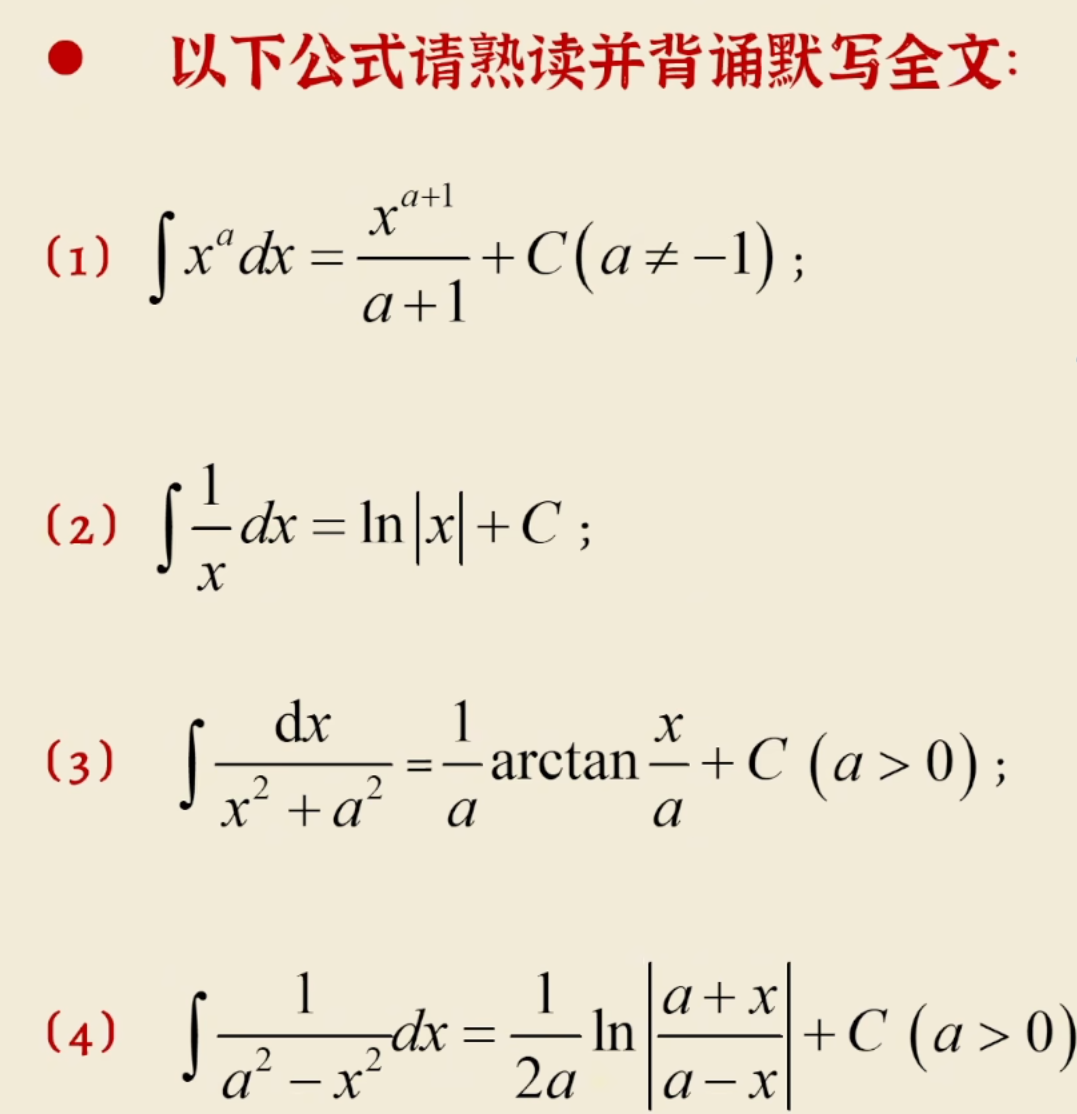 ● 以下公式请熟读并背诵默写全文:
(1) $\int x^a dx = \frac{x^{a+1}}{a+1} + C(a \neq -1)$ ;
(2) $\int \frac{1}{x} dx = \ln|x| + C$ ;
(3) $\int \frac{\mathrm{d}x}{x^2+a^2} = \frac{1}{a} \arctan \frac{x}{a} + C\ (a > 0)$ ;
(4) $\int \frac{1}{a^2-x^2} dx = \frac{1}{2a} \ln\left|\frac{a+x}{a-x}\right| + C\ (a > 0)$